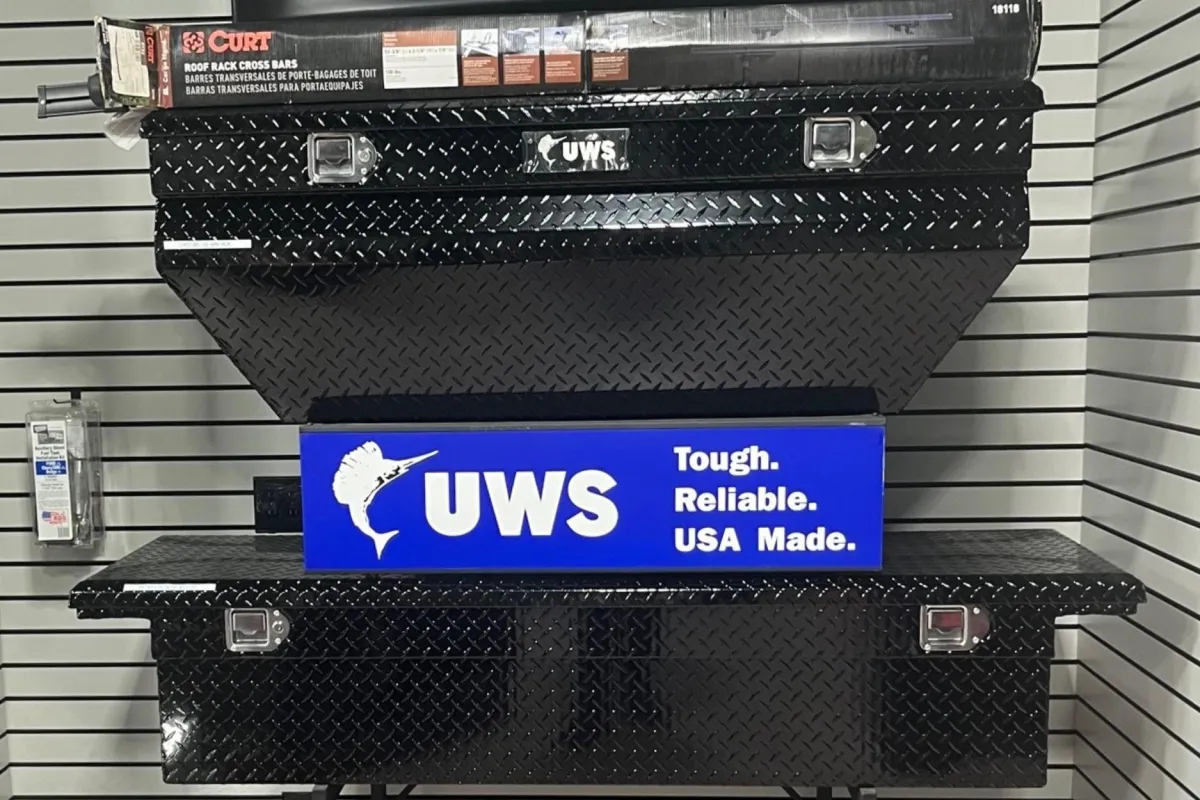 CURT
ROOF RACK CROSS BARS
BARRES TRANSVERSALES DE PORTE-BAGAGES DE TOIT
BARRAS TRANSVERSALES PARA PORTAEQUIPAJES
18118
UWS
UWS
Tough.
Reliable.
USA Made.